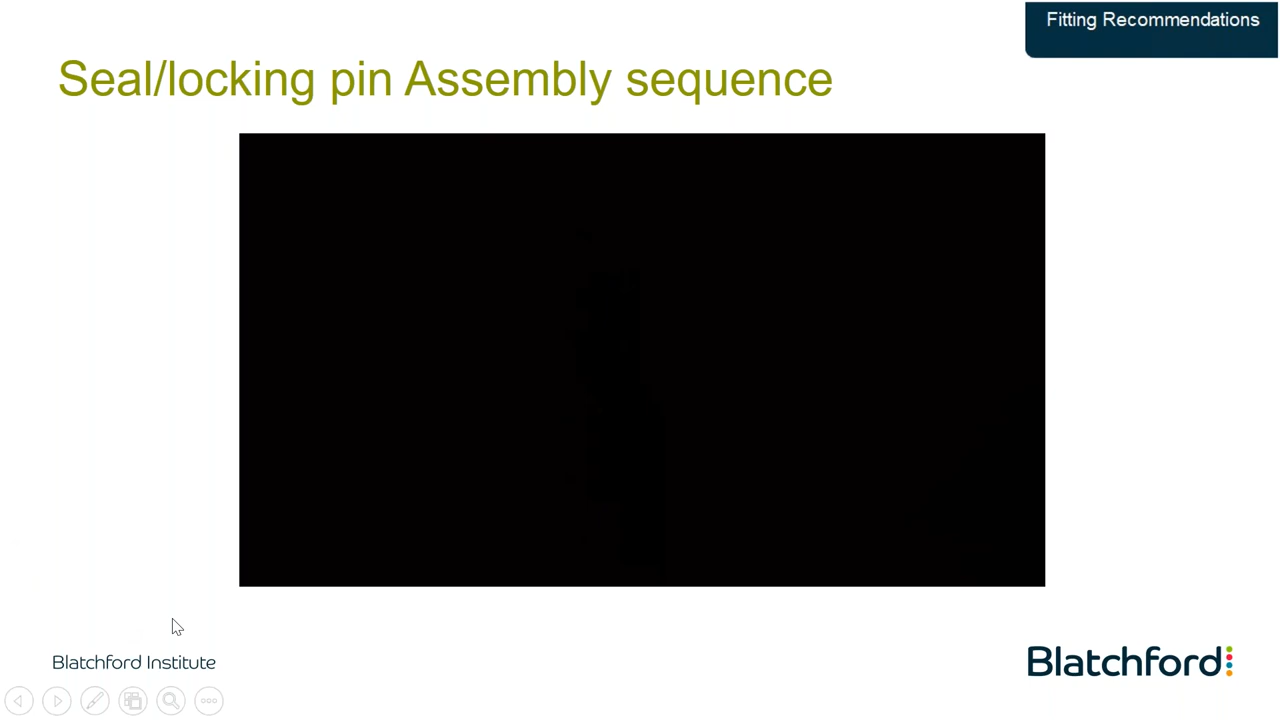 Fitting Recommendations
Seal/locking pin Assembly sequence
Blatchford Institute
Blatchford